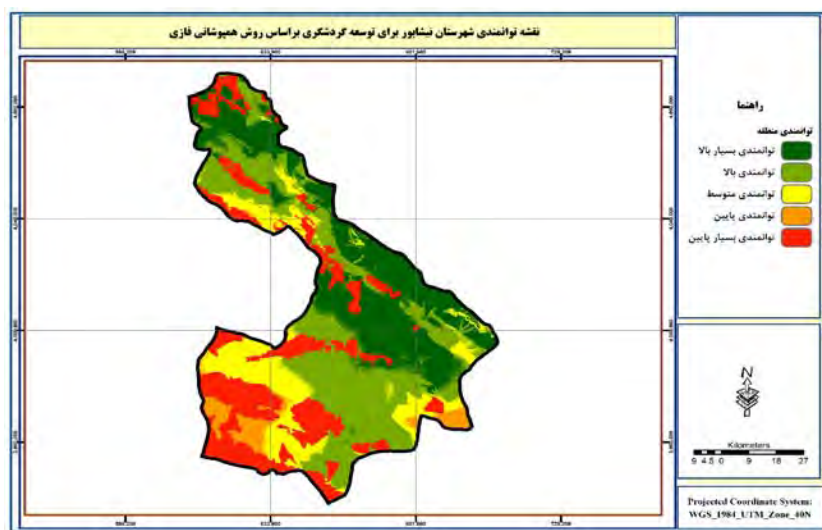 نقشه توانمندی شهرستان نیشابور برای توسعه گردشگری براساس روش همپوشانی فازی
راهنما
توانمندی منطقه
توانمندی بسیار بالا
توانمندی بالا
توانمندی متوسط
توانمندی پایین
توانمندی بسیار پایین
N
Kilometers
9 4.5 0 9 18 27
Projected Coordinate System:
WGS_1984_UTM_Zone_40N